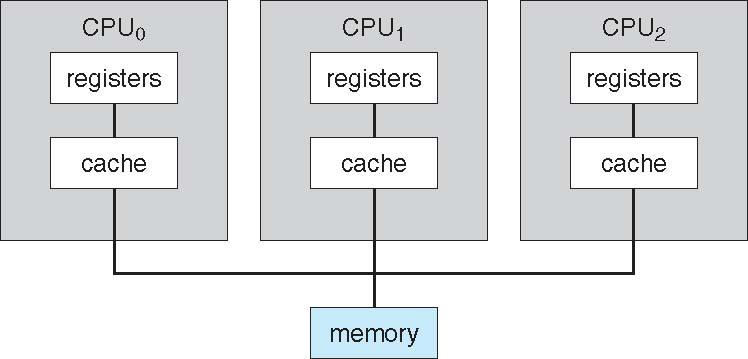 CPU₀ CPU₁ CPU₂
registers registers registers
cache cache cache
memory